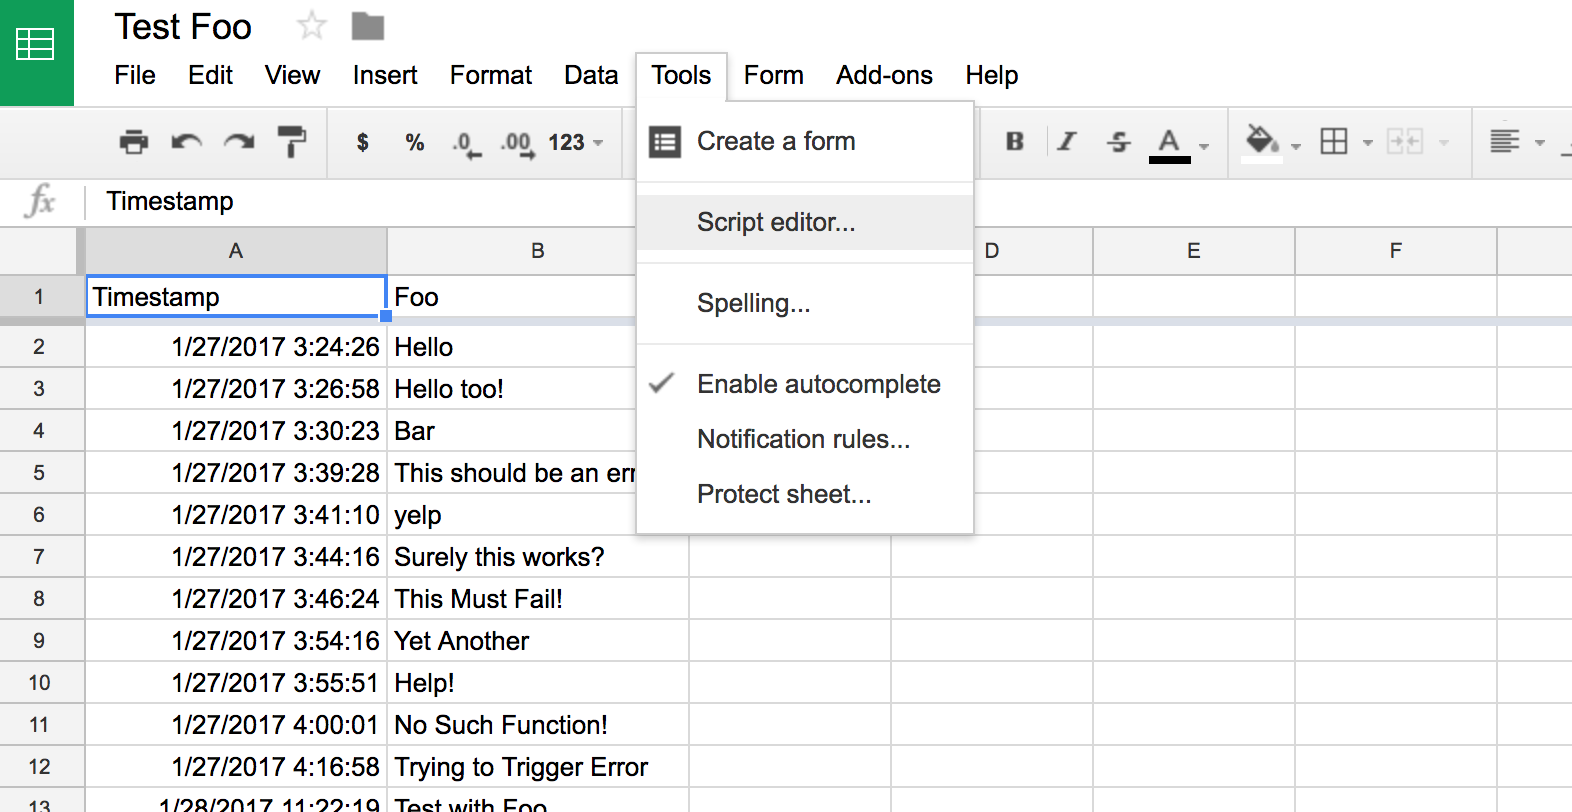 Test Foo
File Edit View Insert Format Data Tools Form Add-ons Help
$ % .0 .00 123 B I S A
Create a form
Script editor...
Spelling...
Enable autocomplete
Notification rules...
Protect sheet...
fx Timestamp
A B D E F
1 Timestamp Foo
2 1/27/2017 3:24:26 Hello
3 1/27/2017 3:26:58 Hello too!
4 1/27/2017 3:30:23 Bar
5 1/27/2017 3:39:28 This should be an err
6 1/27/2017 3:41:10 yelp
7 1/27/2017 3:44:16 Surely this works?
8 1/27/2017 3:46:24 This Must Fail!
9 1/27/2017 3:54:16 Yet Another
10 1/27/2017 3:55:51 Help!
11 1/27/2017 4:00:01 No Such Function!
12 1/27/2017 4:16:58 Trying to Trigger Error
13 1/28/2017 11:22:19 Test with Foo